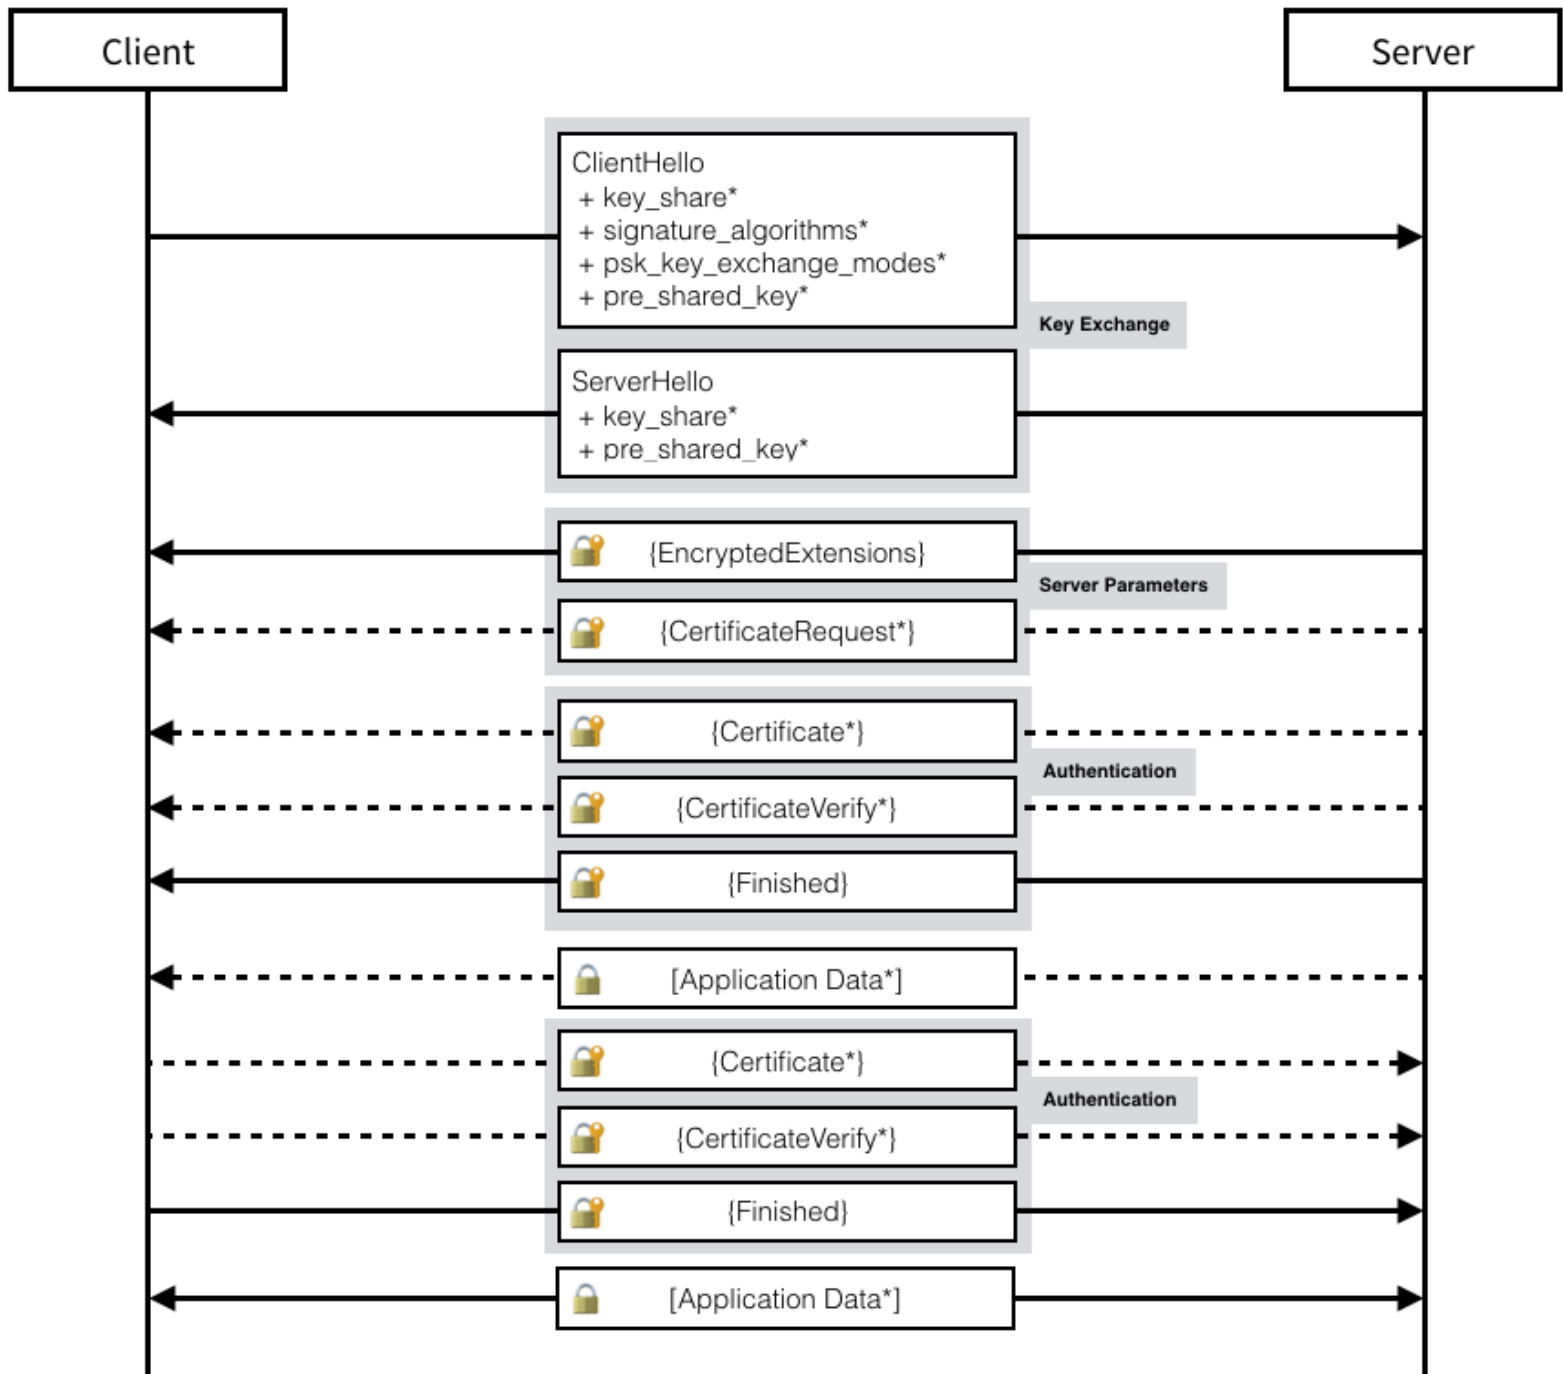 Client
Server
ClientHello
+ key_share*
+ signature_algorithms*
+ psk_key_exchange_modes*
+ pre_shared_key*
Key Exchange
ServerHello
+ key_share*
+ pre_shared_key*
{EncryptedExtensions}
Server Parameters
{CertificateRequest*}
{Certificate*}
Authentication
{CertificateVerify*}
{Finished}
[Application Data*]
{Certificate*}
Authentication
{CertificateVerify*}
{Finished}
[Application Data*]